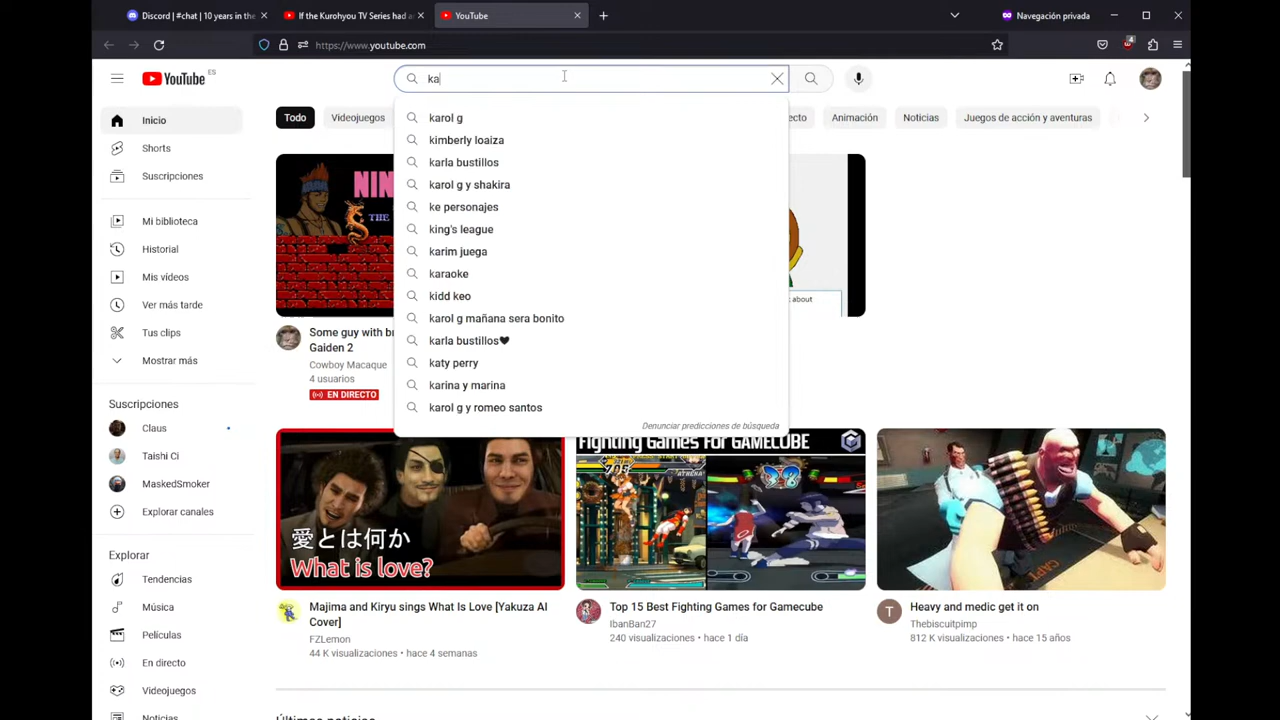 Discord | #chat | 10 years in the
If the Kurohyou TV Series had a
YouTube
Navegación privada
https://www.youtube.com
4
YouTube ES
ka
Todo
Videojuegos
ecto
Animación
Noticias
Juegos de acción y aventuras
karol g
kimberly loaiza
karla bustillos
karol g y shakira
ke personajes
king's league
karim juega
karaoke
kidd keo
karol g mañana sera bonito
karla bustillos🖤
katy perry
karina y marina
karol g y romeo santos
Denunciar predicciones de búsqueda
Inicio
Shorts
Suscripciones
Mi biblioteca
Historial
Mis vídeos
Ver más tarde
Tus clips
Mostrar más
Suscripciones
Claus
Taishi Ci
MaskedSmoker
Explorar canales
Explorar
Tendencias
Música
Películas
En directo
Videojuegos
Noticias
NIN
THE
about
Some guy with br
Gaiden 2
Cowboy Macaque
4 usuarios
EN DIRECTO
愛とは何か
What is love?
Majima and Kiryu sings What Is Love [Yakuza AI
Cover]
FZLemon
44 K visualizaciones • hace 4 semanas
Fighting Games for GAMECUBE
Top 15 Best Fighting Games for Gamecube
IbanBan27
240 visualizaciones • hace 1 día
T
Heavy and medic get it on
Thebiscuitpimp
812 K visualizaciones • hace 15 años
Últimas noticias